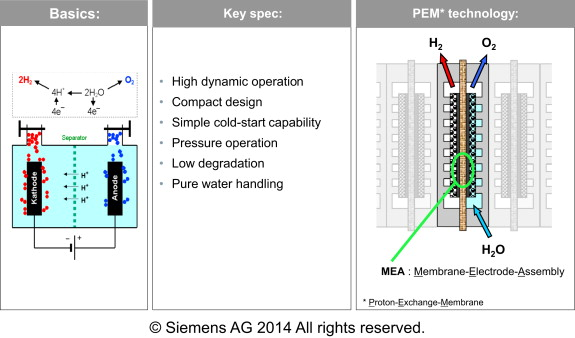 Basics:
2H₂
O₂
4H⁺
2H₂O
4e⁻
4e⁻
Separator
Kathode
Anode
H⁺
H⁺
H⁺
- +
Key spec:
High dynamic operation
Compact design
Simple cold-start capability
Pressure operation
Low degradation
Pure water handling
PEM* technology:
H₂
O₂
H₂O
MEA : Membrane-Electrode-Assembly
* Proton-Exchange-Membrane
© Siemens AG 2014 All rights reserved.